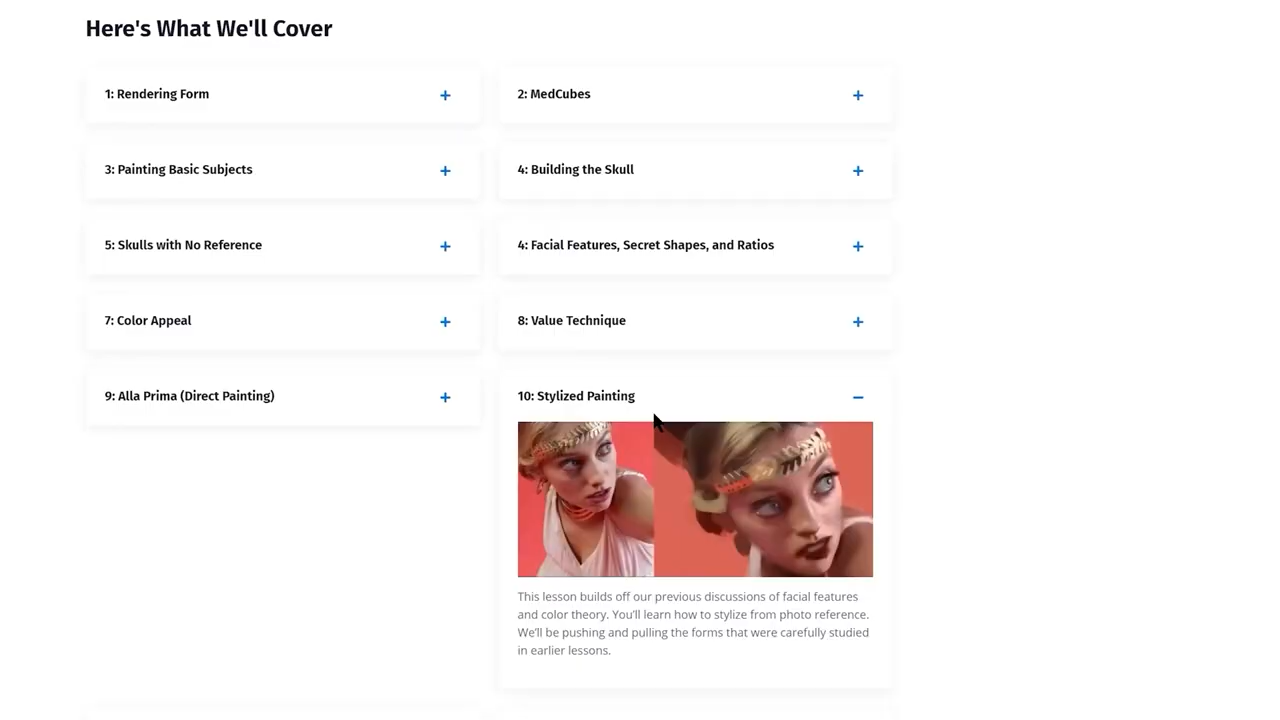 Here's What We'll Cover
1: Rendering Form
2: MedCubes
3: Painting Basic Subjects
4: Building the Skull
5: Skulls with No Reference
4: Facial Features, Secret Shapes, and Ratios
7: Color Appeal
8: Value Technique
9: Alla Prima (Direct Painting)
10: Stylized Painting
This lesson builds off our previous discussions of facial features
and color theory. You'll learn how to stylize from photo reference.
We'll be pushing and pulling the forms that were carefully studied
in earlier lessons.